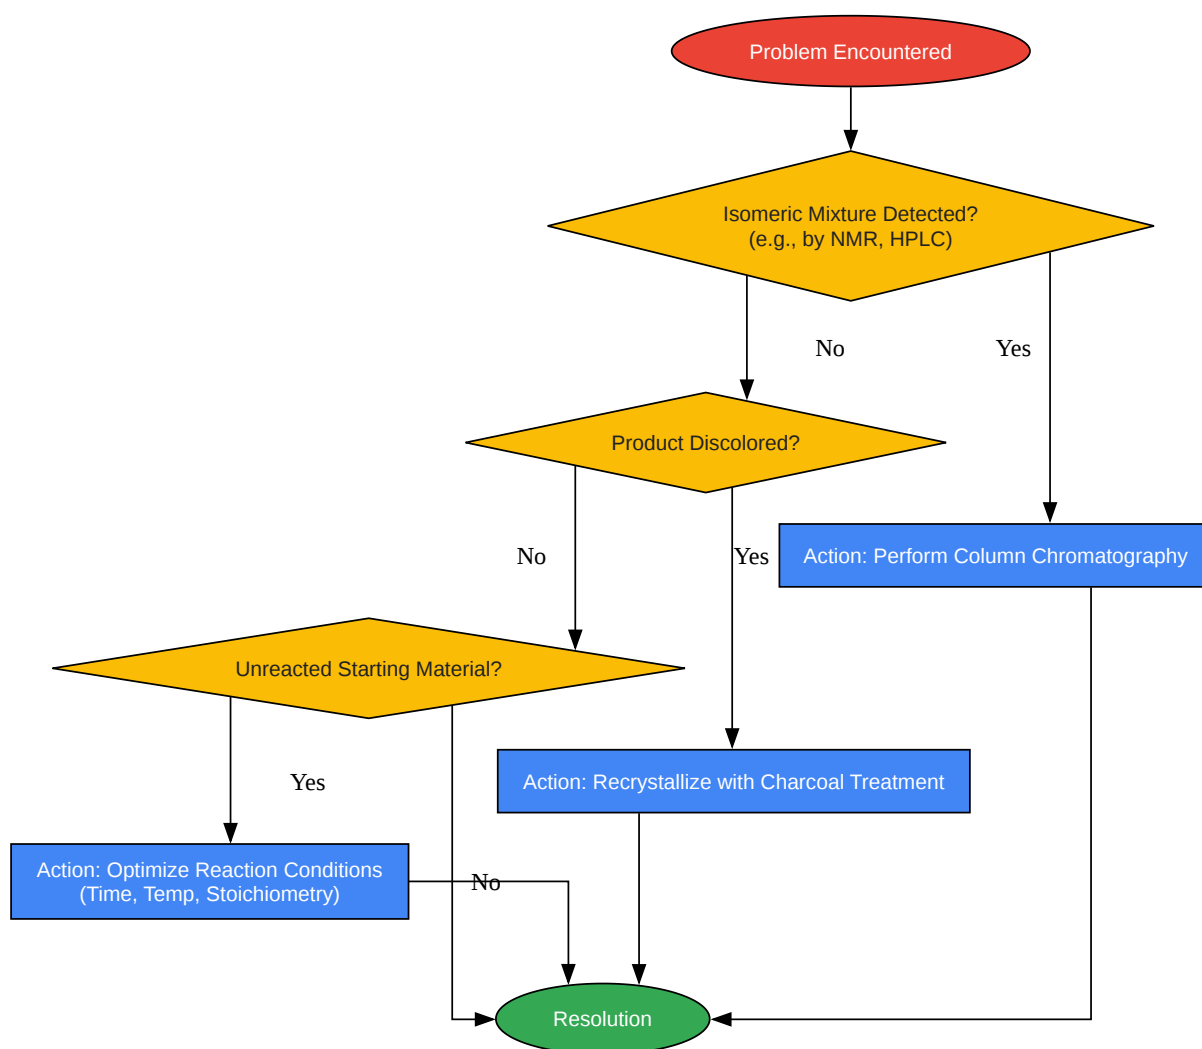 Problem Encountered
Isomeric Mixture Detected?
(e.g., by NMR, HPLC)
No
Yes
Product Discolored?
No
Yes
Action: Perform Column Chromatography
Unreacted Starting Material?
Yes
Action: Recrystallize with Charcoal Treatment
Action: Optimize Reaction Conditions
(Time, Temp, Stoichiometry)
No
Resolution